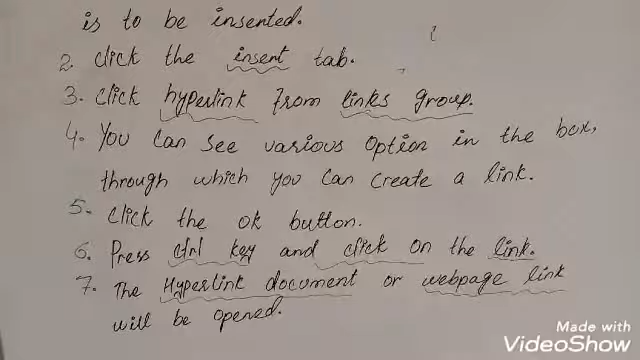 is to be inserted.
2. click the insent tab.
3. click hyperlink from links group.
4. You can see various option in the box,
through which you can create a link.
5. Click the ok button.
6. Press ctrl key and click on the link.
7. The Hyperlink document or webpage link
will be opened.
Made with
VideoShow